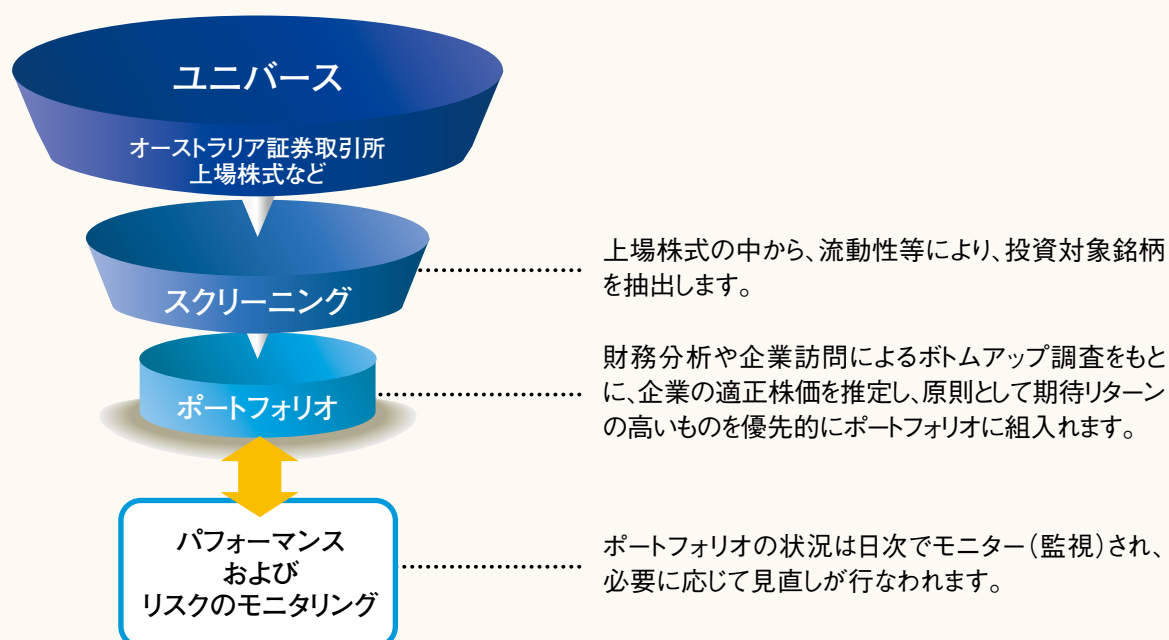 ユニバース
オーストラリア証券取引所
上場株式など
スクリーニング
上場株式の中から、流動性等により、投資対象銘柄
を抽出します。
ポートフォリオ
財務分析や企業訪問によるボトムアップ調査をもと
に、企業の適正株価を推定し、原則として期待リターン
の高いものを優先的にポートフォリオに組入れます。
パフォーマンス
および
リスクのモニタリング
ポートフォリオの状況は日次でモニター（監視）され、
必要に応じて見直しが行なわれます。